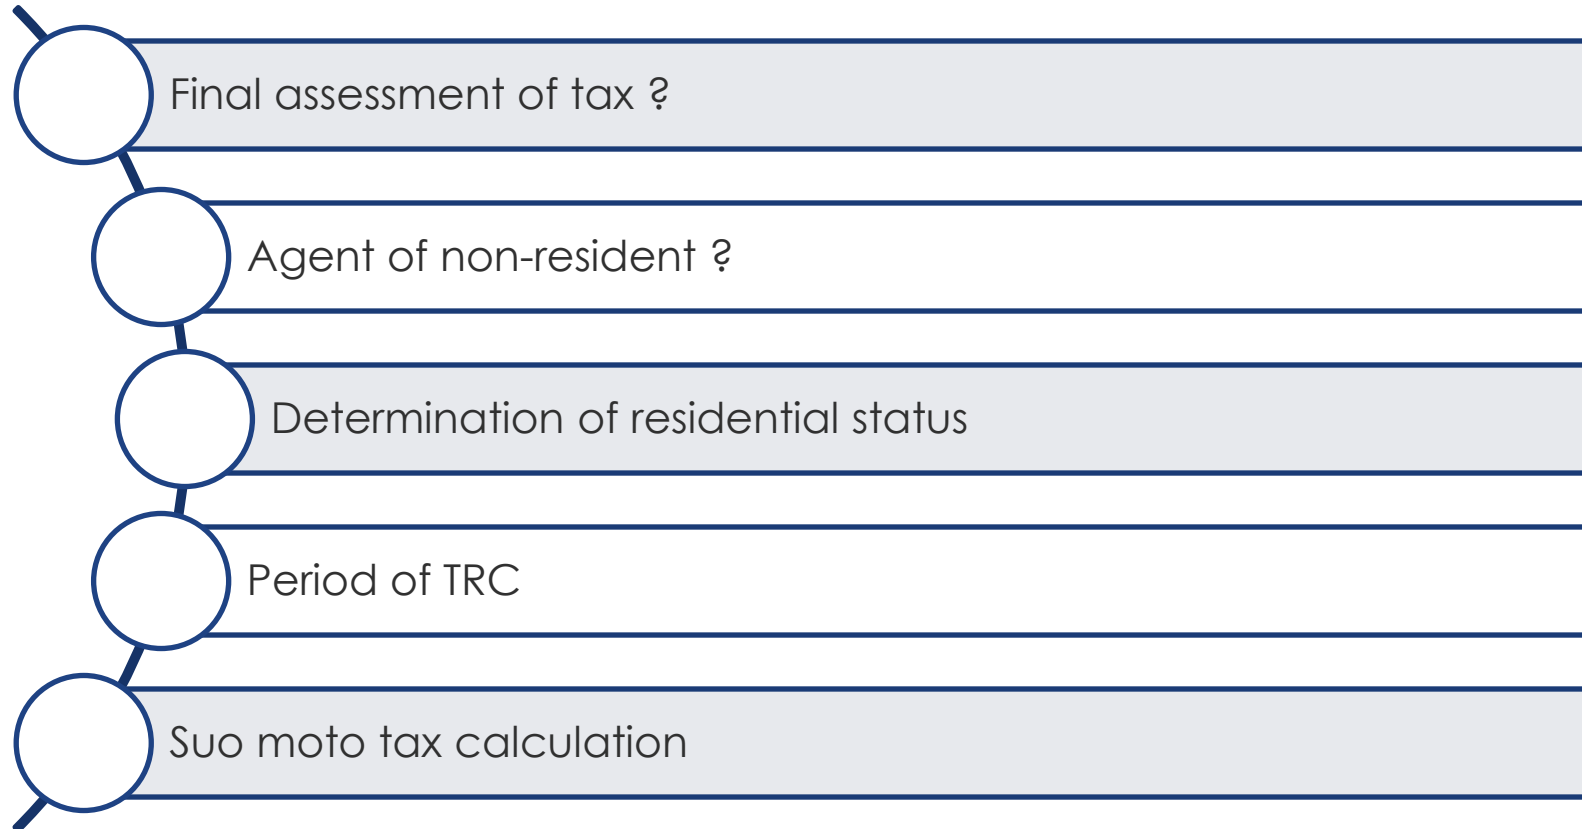 Final assessment of tax ?
Agent of non-resident ?
Determination of residential status
Period of TRC
Suo moto tax calculation